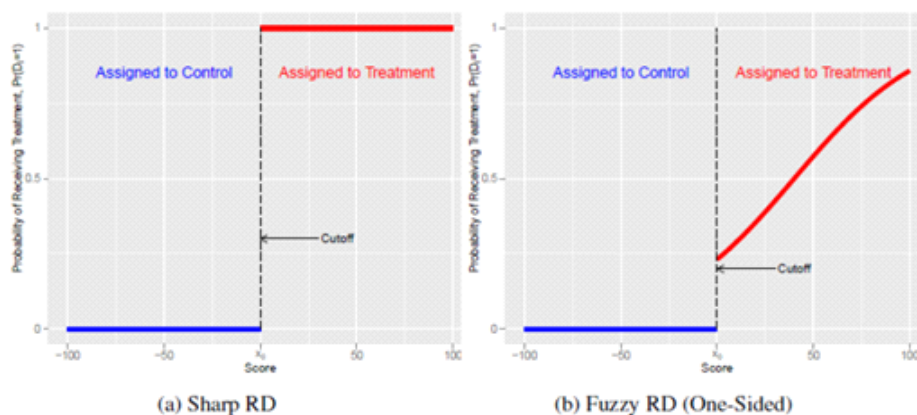 Probability of Receiving Treatment, Pr(Dᵢ=1)
1
0.5
0
Assigned to Control
Assigned to Treatment
Cutoff
−100
−50
x₀
50
100
Score
(a) Sharp RD
Probability of Receiving Treatment, Pr(Dᵢ=1)
1
0.5
0
Assigned to Control
Assigned to Treatment
Cutoff
−100
−50
x₀
50
100
Score
(b) Fuzzy RD (One-Sided)